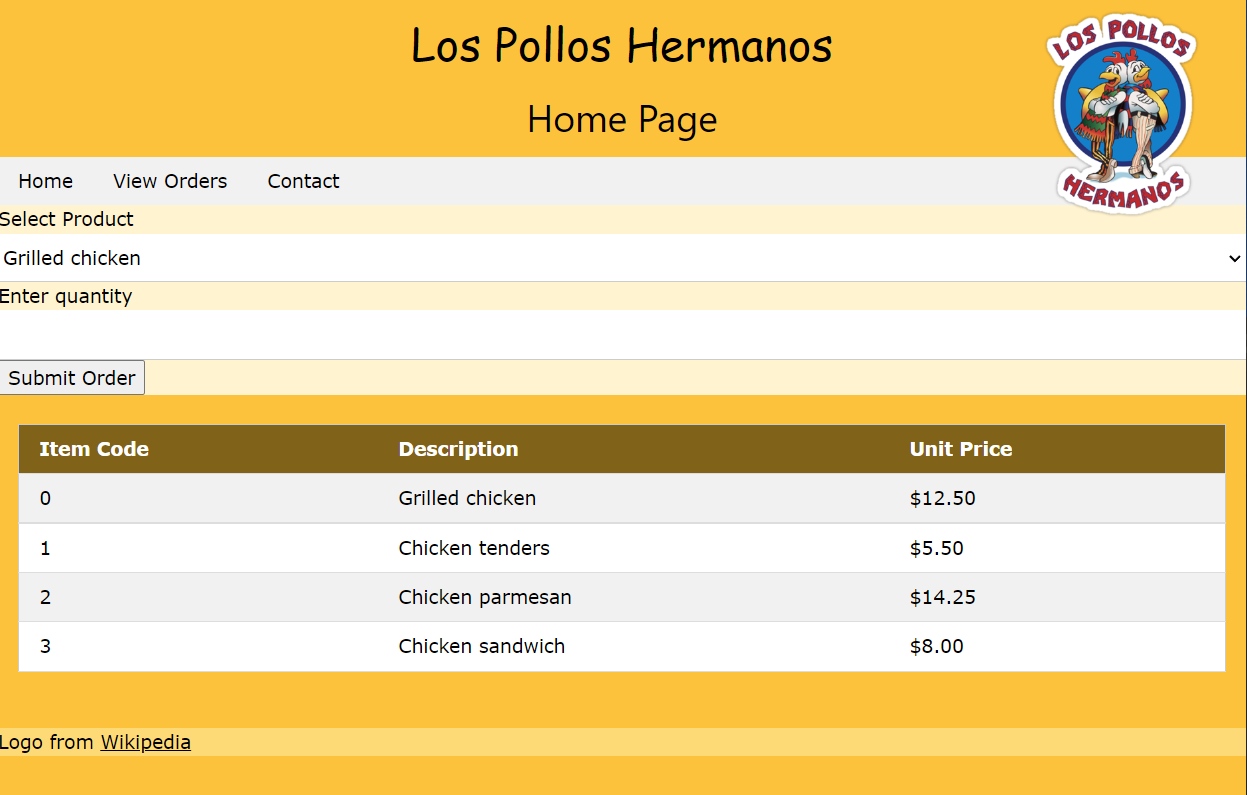 Los Pollos Hermanos
LOS POLLOS
HERMANOS
Home Page
Home View Orders Contact
Select Product
Grilled chicken
Enter quantity
Submit Order
Item Code Description Unit Price
0 Grilled chicken $12.50
1 Chicken tenders $5.50
2 Chicken parmesan $14.25
3 Chicken sandwich $8.00
Logo from Wikipedia